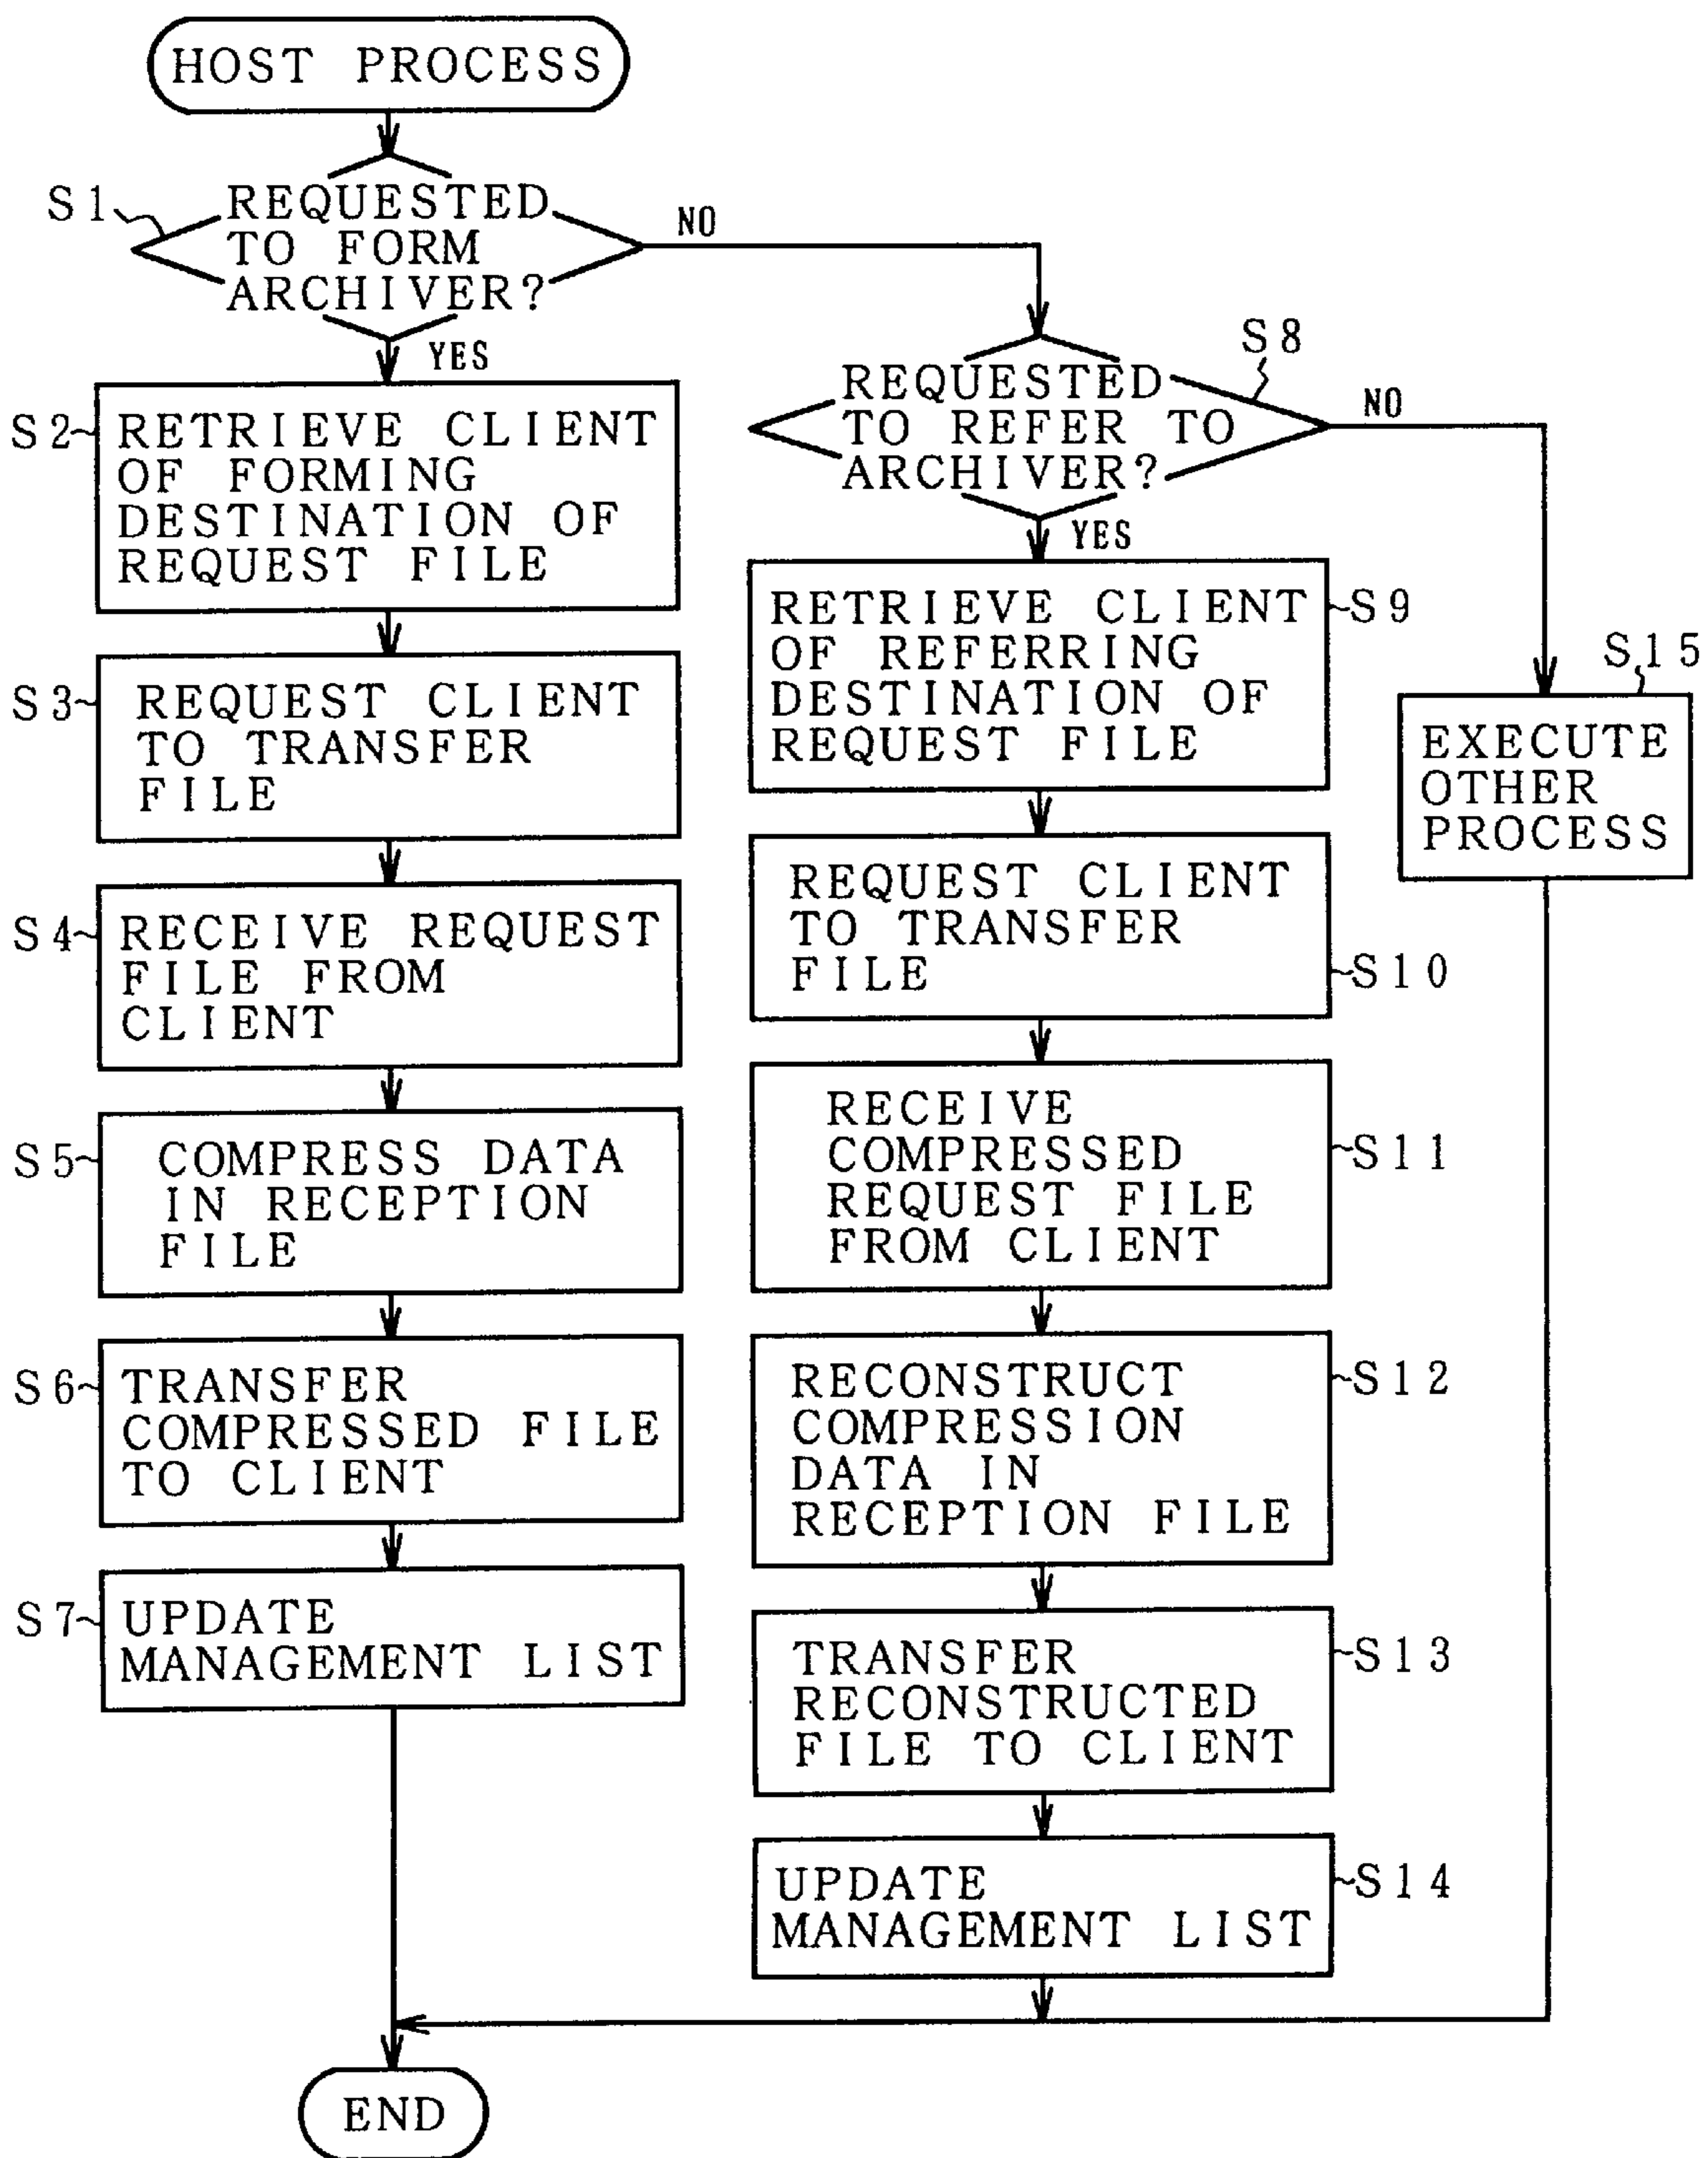 HOST PROCESS
S1
REQUESTED
TO FORM
ARCHIVER?
NO
YES
S2
RETRIEVE CLIENT
OF FORMING
DESTINATION OF
REQUEST FILE
S3
REQUEST CLIENT
TO TRANSFER
FILE
S4
RECEIVE REQUEST
FILE FROM
CLIENT
S5
COMPRESS DATA
IN RECEPTION
FILE
S6
TRANSFER
COMPRESSED FILE
TO CLIENT
S7
UPDATE
MANAGEMENT LIST
S8
REQUESTED
TO REFER TO
ARCHIVER?
NO
YES
RETRIEVE CLIENT
OF REFERRING
DESTINATION OF
REQUEST FILE
S9
REQUEST CLIENT
TO TRANSFER
FILE
S10
RECEIVE
COMPRESSED
REQUEST FILE
FROM CLIENT
S11
RECONSTRUCT
COMPRESSION
DATA IN
RECEPTION FILE
S12
TRANSFER
RECONSTRUCTED
FILE TO CLIENT
S13
UPDATE
MANAGEMENT LIST
S14
S15
EXECUTE
OTHER
PROCESS
END